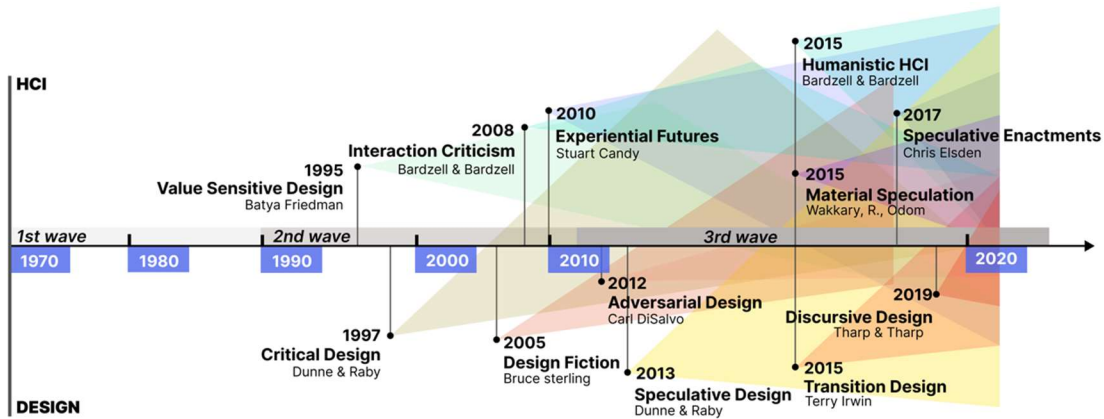 HCI
2015
Humanistic HCI
Bardzell & Bardzell
2010
Experiential Futures
Stuart Candy
2017
Speculative Enactments
Chris Elsden
2008
Interaction Criticism
Bardzell & Bardzell
1995
Value Sensitive Design
Batya Friedman
2015
Material Speculation
Wakkary, R., Odom
1st wave
2nd wave
3rd wave
1970
1980
1990
2000
2010
2020
2012
Adversarial Design
Carl DiSalvo
2019
Discursive Design
Tharp & Tharp
1997
Critical Design
Dunne & Raby
2005
Design Fiction
Bruce sterling
2013
Speculative Design
Dunne & Raby
2015
Transition Design
Terry Irwin
DESIGN